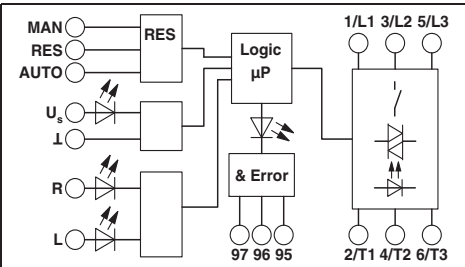 MAN
RES
AUTO
RES
Us
⊥
R
L
Logic
µP
& Error
97 96 95
1/L1 3/L2 5/L3
2/T1 4/T2 6/T3